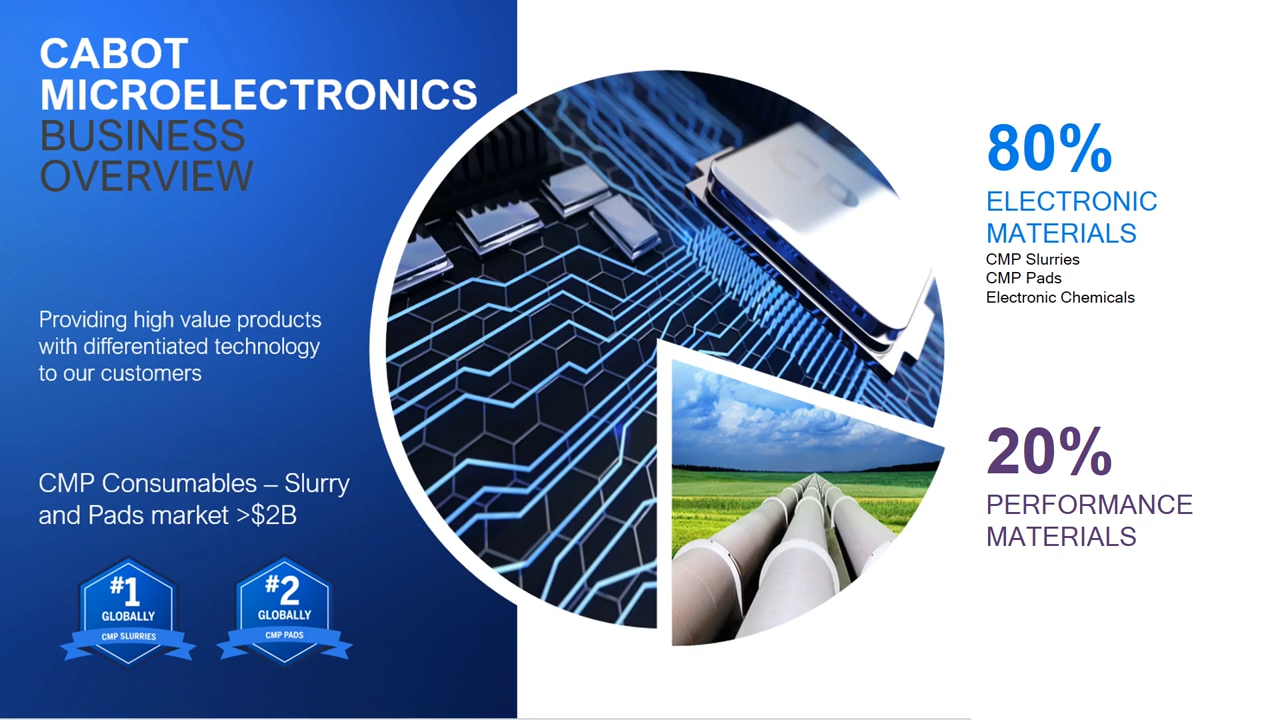 CABOT
MICROELECTRONICS
BUSINESS
OVERVIEW
Providing high value products
with differentiated technology
to our customers
CMP Consumables – Slurry
and Pads market >$2B
#1
GLOBALLY
CMP SLURRIES
#2
GLOBALLY
CMP PADS
80%
ELECTRONIC
MATERIALS
CMP Slurries
CMP Pads
Electronic Chemicals
20%
PERFORMANCE
MATERIALS